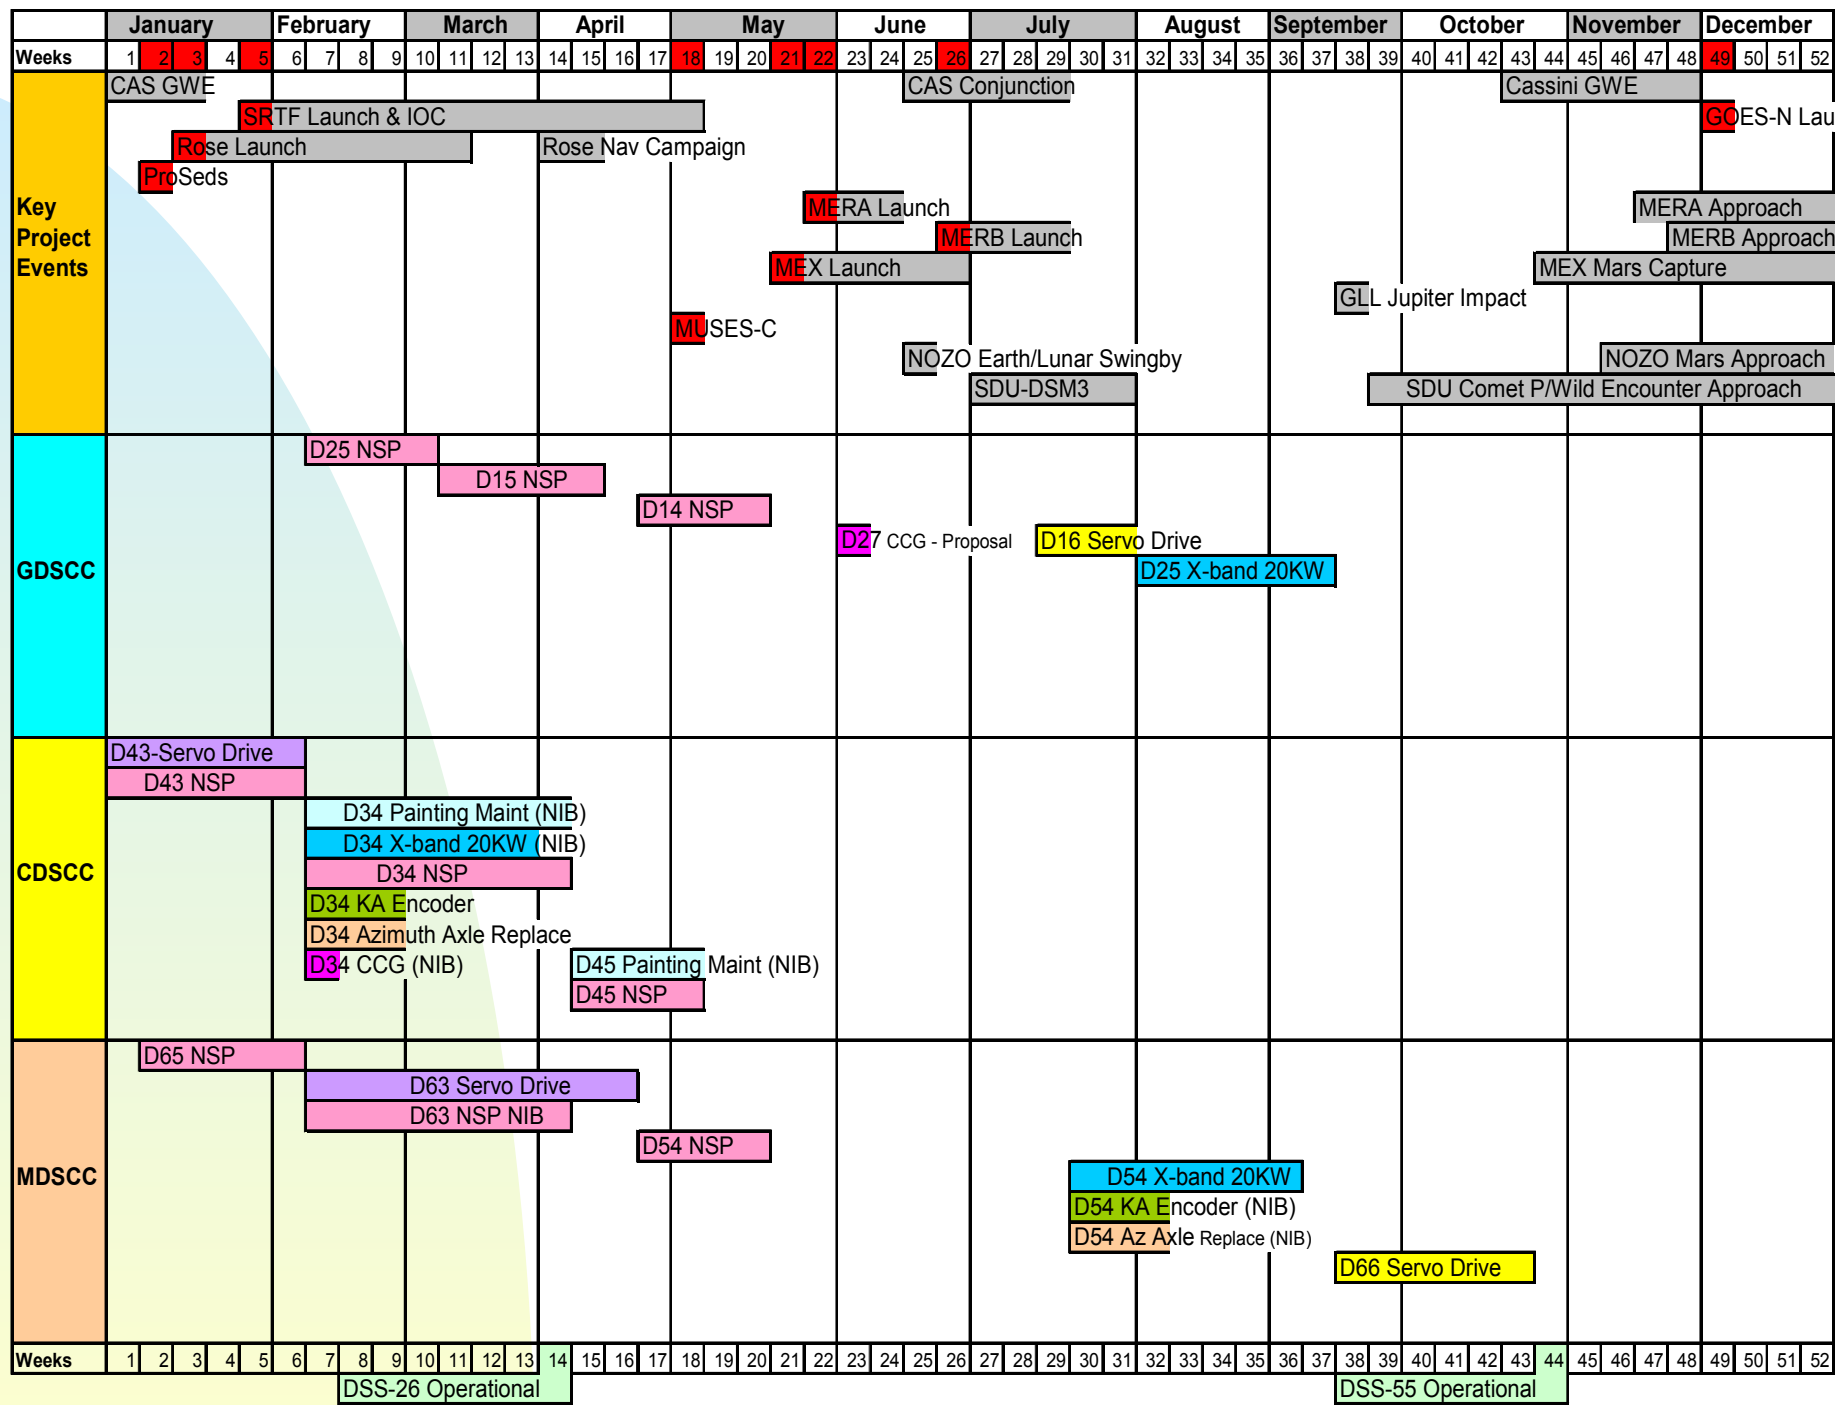 January February March April May June July August September October November December
Weeks 1 2 3 4 5 6 7 8 9 10 11 12 13 14 15 16 17 18 19 20 21 22 23 24 25 26 27 28 29 30 31 32 33 34 35 36 37 38 39 40 41 42 43 44 45 46 47 48 49 50 51 52
Key Project Events
CAS GWE CAS Conjunction Cassini GWE
SRTF Launch & IOC GOES-N Lau
Rose Launch Rose Nav Campaign
ProSeds
MERA Launch MERA Approach
MERB Launch MERB Approach
MEX Launch MEX Mars Capture
GLL Jupiter Impact
MUSES-C
NOZO Earth/Lunar Swingby NOZO Mars Approach
SDU-DSM3 SDU Comet P/Wild Encounter Approach
GDSCC
D25 NSP
D15 NSP
D14 NSP
D27 CCG - Proposal D16 Servo Drive
D25 X-band 20KW
CDSCC
D43-Servo Drive
D43 NSP
D34 Painting Maint (NIB)
D34 X-band 20KW (NIB)
D34 NSP
D34 KA Encoder
D34 Azimuth Axle Replace
D34 CCG (NIB) D45 Painting Maint (NIB)
D45 NSP
MDSCC
D65 NSP
D63 Servo Drive
D63 NSP NIB
D54 NSP
D54 X-band 20KW
D54 KA Encoder (NIB)
D54 Az Axle Replace (NIB)
D66 Servo Drive
Weeks 1 2 3 4 5 6 7 8 9 10 11 12 13 14 15 16 17 18 19 20 21 22 23 24 25 26 27 28 29 30 31 32 33 34 35 36 37 38 39 40 41 42 43 44 45 46 47 48 49 50 51 52
DSS-26 Operational DSS-55 Operational